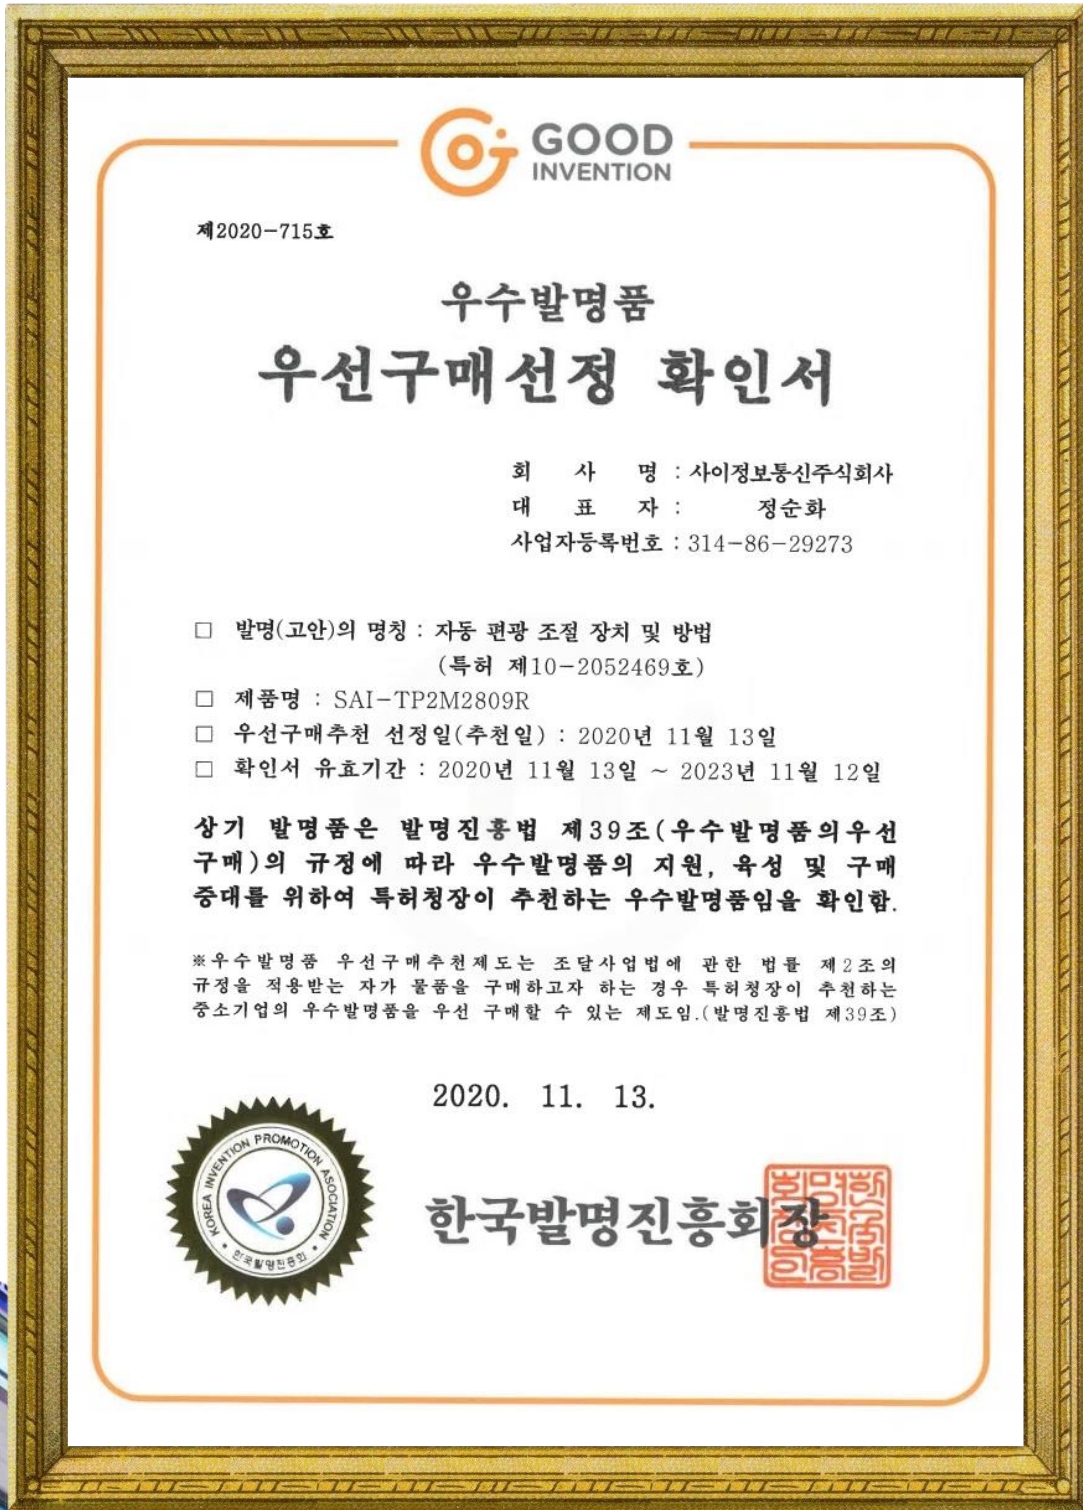 GOOD
INVENTION
제2020-715호
우수발명품
우선구매선정 확인서
회 사 명 : 사이정보통신주식회사
대 표 자 : 정순화
사업자등록번호 : 314-86-29273
□ 발명(고안)의 명칭 : 자동 편광 조절 장치 및 방법
(특허 제10-2052469호)
□ 제품명 : SAI-TP2M2809R
□ 우선구매추천 선정일(추천일) : 2020년 11월 13일
□ 확인서 유효기간 : 2020년 11월 13일 ~ 2023년 11월 12일
상기 발명품은 발명진흥법 제39조(우수발명품의우선
구매)의 규정에 따라 우수발명품의 지원, 육성 및 구매
증대를 위하여 특허청장이 추천하는 우수발명품임을 확인함.
※우수발명품 우선구매추천제도는 조달사업법에 관한 법률 제2조의
규정을 적용받는 자가 물품을 구매하고자 하는 경우 특허청장이 추천하는
중소기업의 우수발명품을 우선 구매할 수 있는 제도임.(발명진흥법 제39조)
2020. 11. 13.
KOREA INVENTION PROMOTION ASOCIATION
한국발명진흥회
한국발명진흥회장